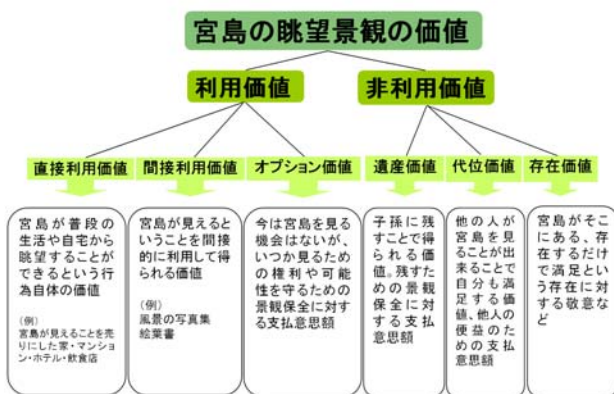 宮島の眺望景観の価値
利用価値
非利用価値
直接利用価値
間接利用価値
オプション価値
遺産価値
代位価値
存在価値
宮島が普段の
生活や自宅から
眺望することが
できるという行
為自体の価値
(例)
宮島が見えることを売
りにした家・マンショ
ン・ホテル・飲食店
宮島が見えると
いうことを間接
的に利用して得
られる価値
(例)
風景の写真集
絵葉書
今は宮島を見る
機会はないが、
いつか見るため
の権利や可能
性を守るための
景観保全に対す
る支払意思額
子孫に残
すことで得
られる価
値。残す
ための景
観保全に
対する支
払意思額
他の人が
宮島を見
ることが出
来ることで
自分も満
足する価
値、他人の
便益のた
めの支払
意思額
宮島がそこ
にある、存
在するだけ
で満足と
いう存在に対
する敬意な
ど